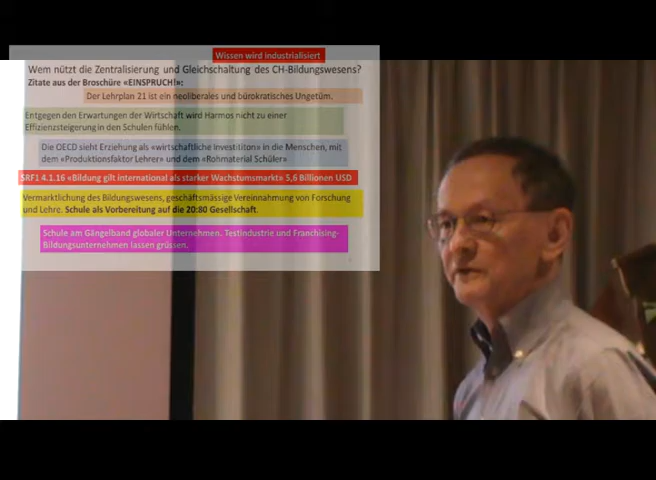 Wissen wird industrialisiert
Wem nützt die Zentralisierung und Gleichschaltung des CH-Bildungswesens?
Zitate aus der Broschüre «EINSPRUCH!»:
Der Lehrplan 21 ist ein neoliberales und bürokratisches Ungetüm.
Entgegen den Erwartungen der Wirtschaft wird Harmos nicht zu einer
Effizienzsteigerung in den Schulen fühlen.
Die OECD sieht Erziehung als «wirtschaftliche Investititon» in die Menschen, mit
dem «Produktionsfaktor Lehrer» und dem «Rohmaterial Schüler»
SRF1 4.1.16 «Bildung gilt international als starker Wachstumsmarkt» 5,6 Billionen USD
Vermarktlichung des Bildungswesens, geschäftsmässige Vereinnahmung von Forschung
und Lehre. Schule als Vorbereitung auf die 20:80 Gesellschaft.
Schule am Gängelband globaler Unternehmen. Testindustrie und Franchising-
Bildungsunternehmen lassen grüssen.